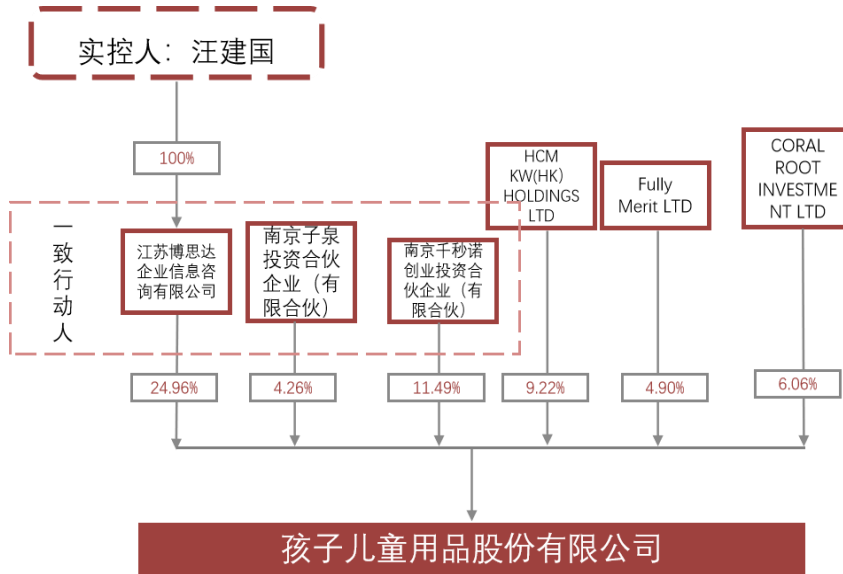 实控人：汪建国
100%
HCM
KW(HK)
HOLDINGS
LTD
Fully
Merit LTD
CORAL
ROOT
INVESTME
NT LTD
一
致
行
动
人
江苏博思达
企业信息咨
询有限公司
南京子泉
投资合伙
企业（有
限合伙）
南京千秒诺
创业投资合
伙企业（有
限合伙）
24.96%
4.26%
11.49%
9.22%
4.90%
6.06%
孩子儿童用品股份有限公司